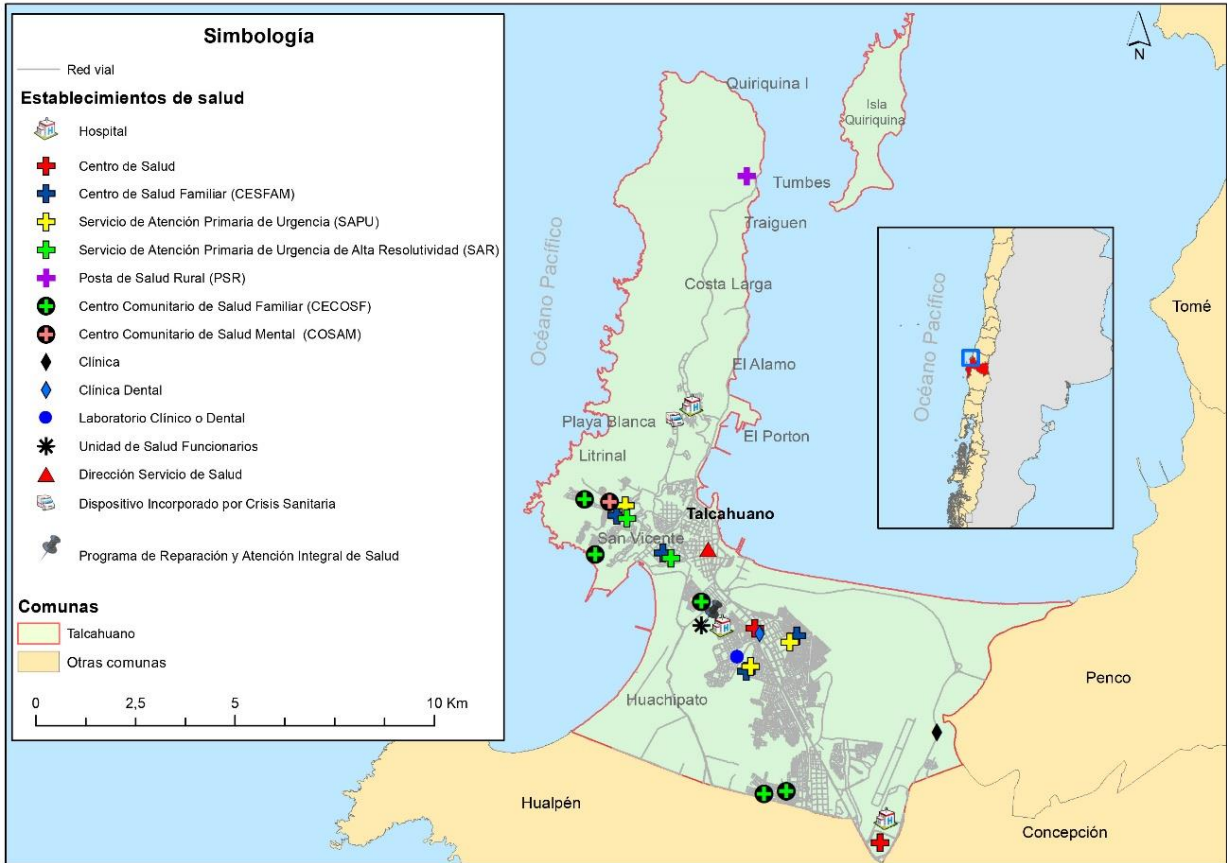 Simbología
Red vial
Establecimientos de salud
Hospital
Centro de Salud
Centro de Salud Familiar (CESFAM)
Servicio de Atención Primaria de Urgencia (SAPU)
Servicio de Atención Primaria de Urgencia de Alta Resolutividad (SAR)
Posta de Salud Rural (PSR)
Centro Comunitario de Salud Familiar (CECOSF)
Centro Comunitario de Salud Mental (COSAM)
Clínica
Clínica Dental
Laboratorio Clínico o Dental
Unidad de Salud Funcionarios
Dirección Servicio de Salud
Dispositivo Incorporado por Crisis Sanitaria
Programa de Reparación y Atención Integral de Salud
Comunas
Talcahuano
Otras comunas
0 2,5 5 10 Km
N
Quiriquina I
Isla
Quiriquina
Tumbes
Traiguen
Océano Pacífico
Costa Larga
Océano Pacífico
Tomé
El Alamo
Playa Blanca
El Porton
Litrinal
Talcahuano
San Vicente
Huachipato
Penco
Hualpén
Concepción